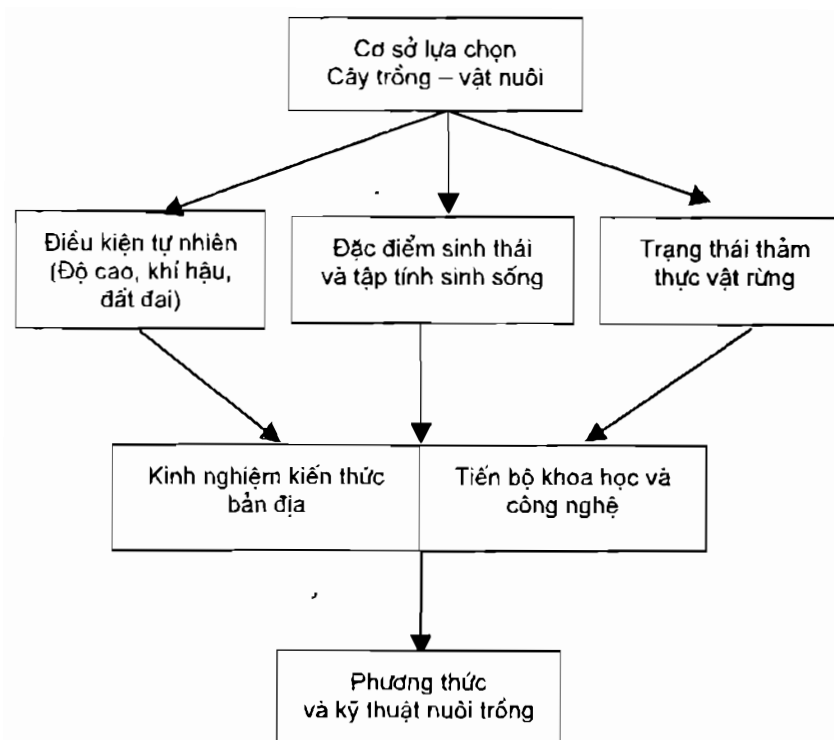 Cơ sở lựa chọn
Cây trồng – vật nuôi
Điều kiện tự nhiên
(Độ cao, khí hậu,
đất đai)
Đặc điểm sinh thái
và tập tính sinh sống
Trạng thái thảm
thực vật rừng
Kinh nghiệm kiến thức
bản địa
Tiến bộ khoa học và
công nghệ
Phương thức
và kỹ thuật nuôi trồng